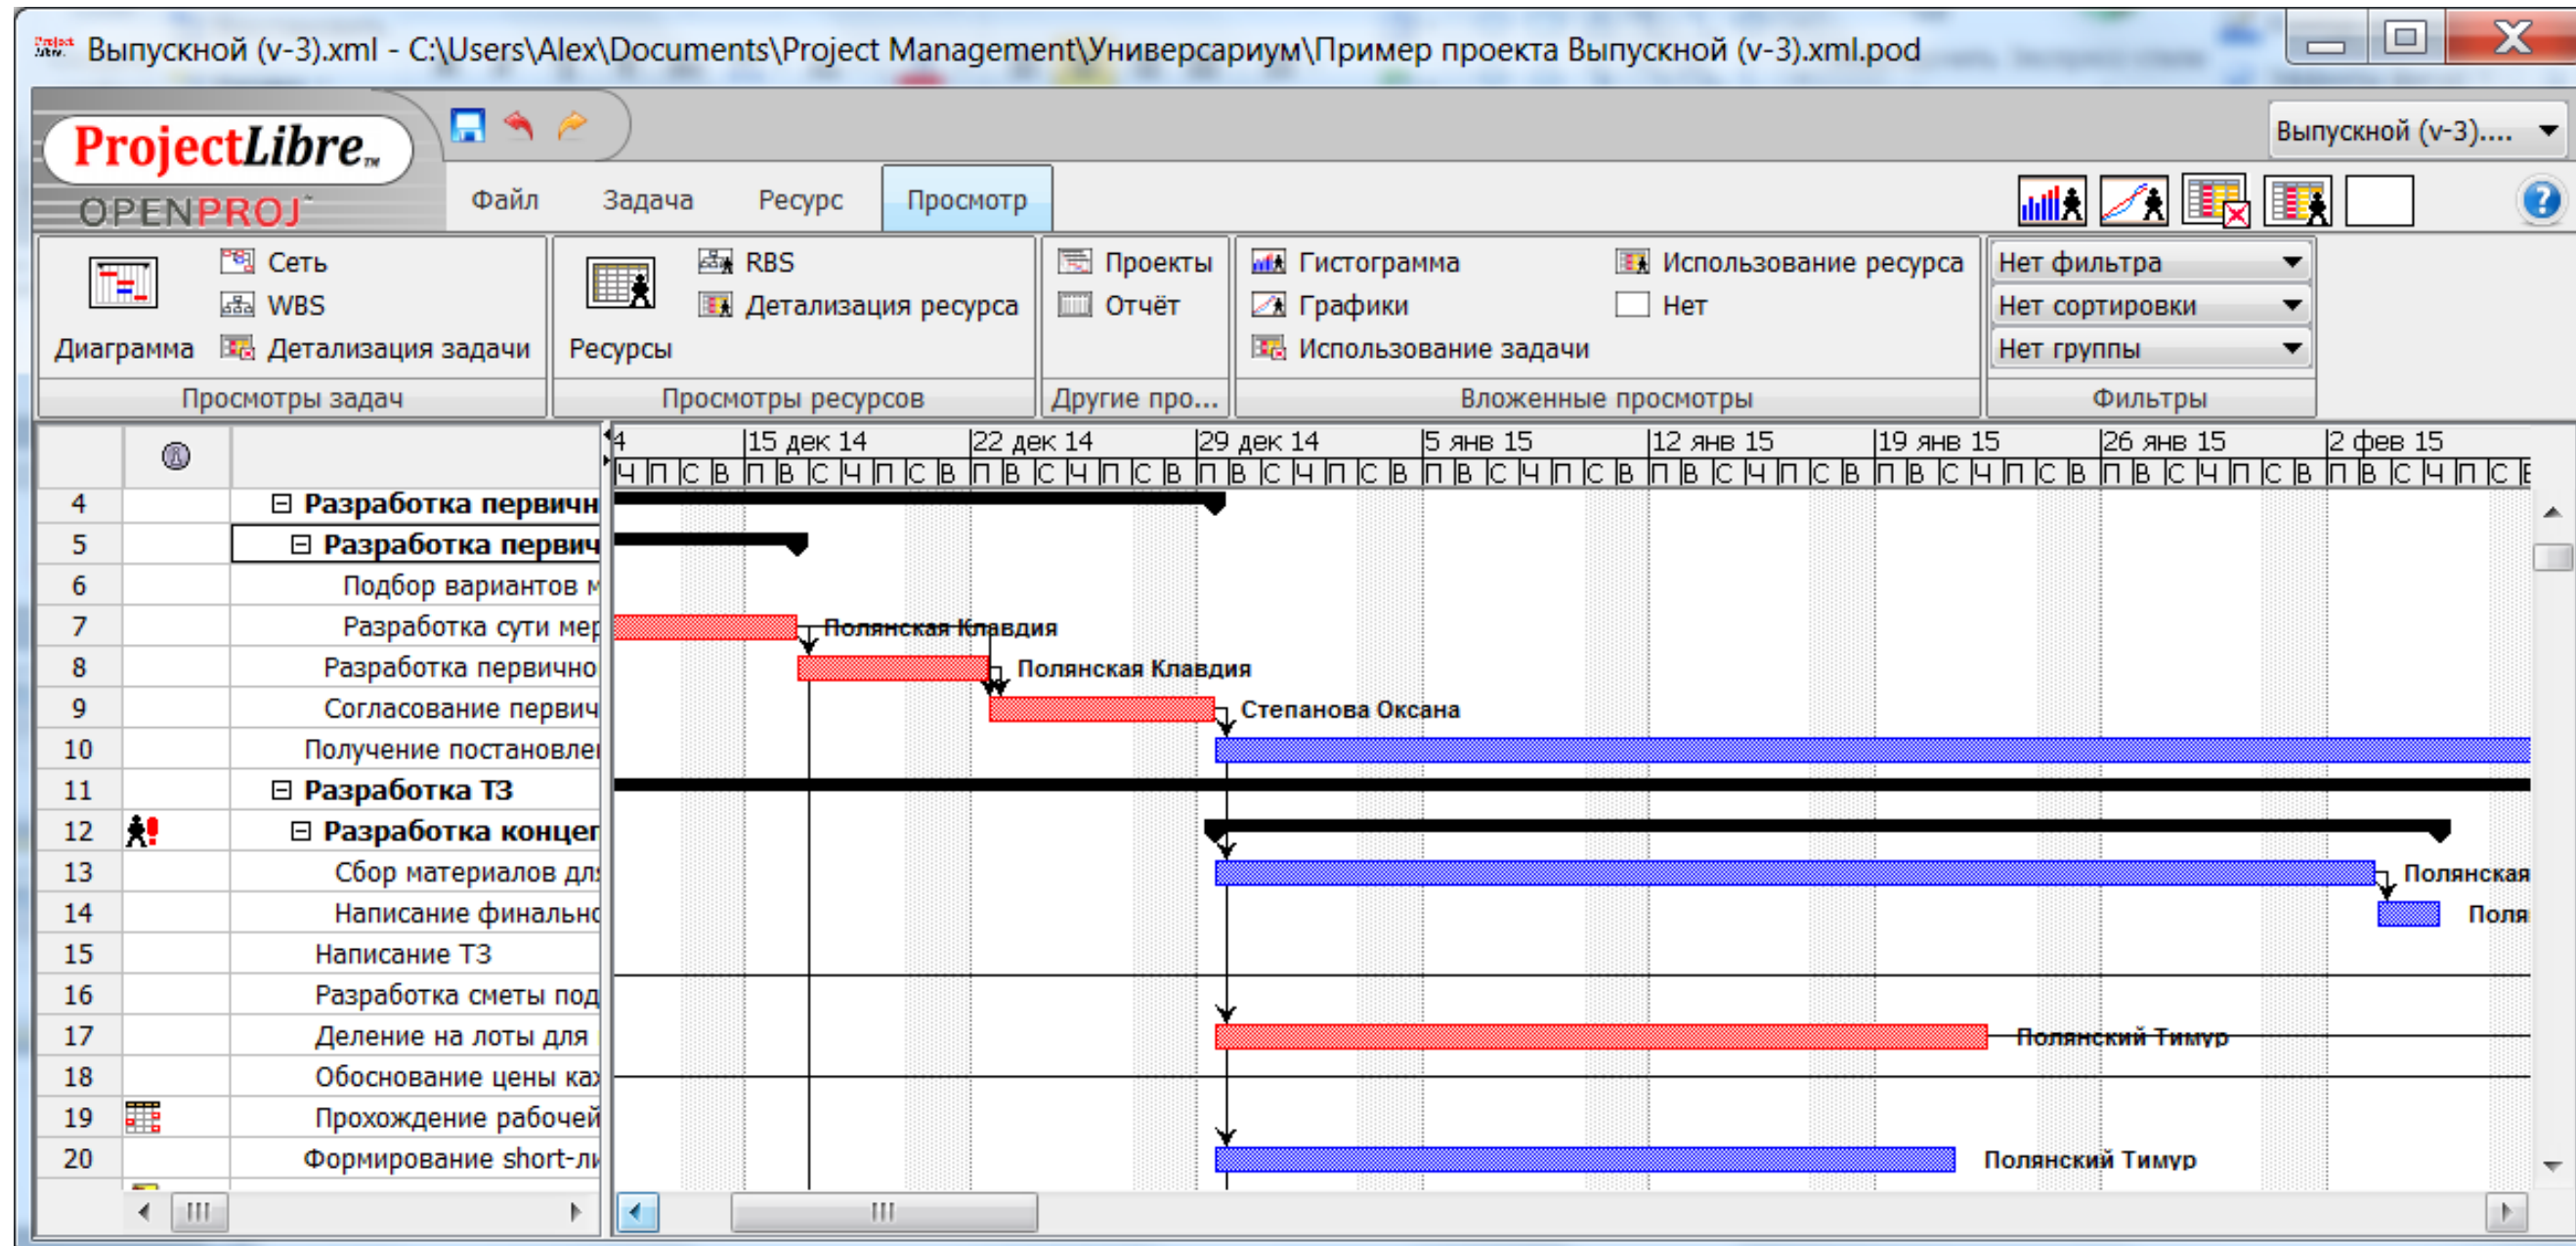 Выпускной (v-3).xml - C:\Users\Alex\Documents\Project Management\Универсариум\Пример проекта Выпускной (v-3).xml.pod
ProjectLibre™
Выпускной (v-3)....
OPENPROJ
Файл Задача Ресурс Просмотр
Сеть RBS Проекты Гистограмма Использование ресурса Нет фильтра
WBS Детализация ресурса Отчёт Графики Нет Нет сортировки
Диаграмма Детализация задачи Ресурсы Использование задачи Нет группы
Просмотры задач Просмотры ресурсов Другие про... Вложенные просмотры Фильтры
4 15 дек 14 22 дек 14 29 дек 14 5 янв 15 12 янв 15 19 янв 15 26 янв 15 2 фев 15
Ч П С В П В С Ч П С В П В С Ч П С В П В С Ч П С В П В С Ч П С В П В С Ч П С В П В С Ч П С В П В С Ч П С В П В С Ч П С В
4 Разработка первичн
5 Разработка первич
6 Подбор вариантов м
7 Разработка сути мер Полянская Клавдия
8 Разработка первично Полянская Клавдия
9 Согласование первич Степанова Оксана
10 Получение постановле
11 Разработка ТЗ
12 Разработка концеп
13 Сбор материалов для Полянская
14 Написание финально Поля
15 Написание ТЗ
16 Разработка сметы под
17 Деление на лоты для Полянский Тимур
18 Обоснование цены каж
19 Прохождение рабочей
20 Формирование short-ли Полянский Тимур